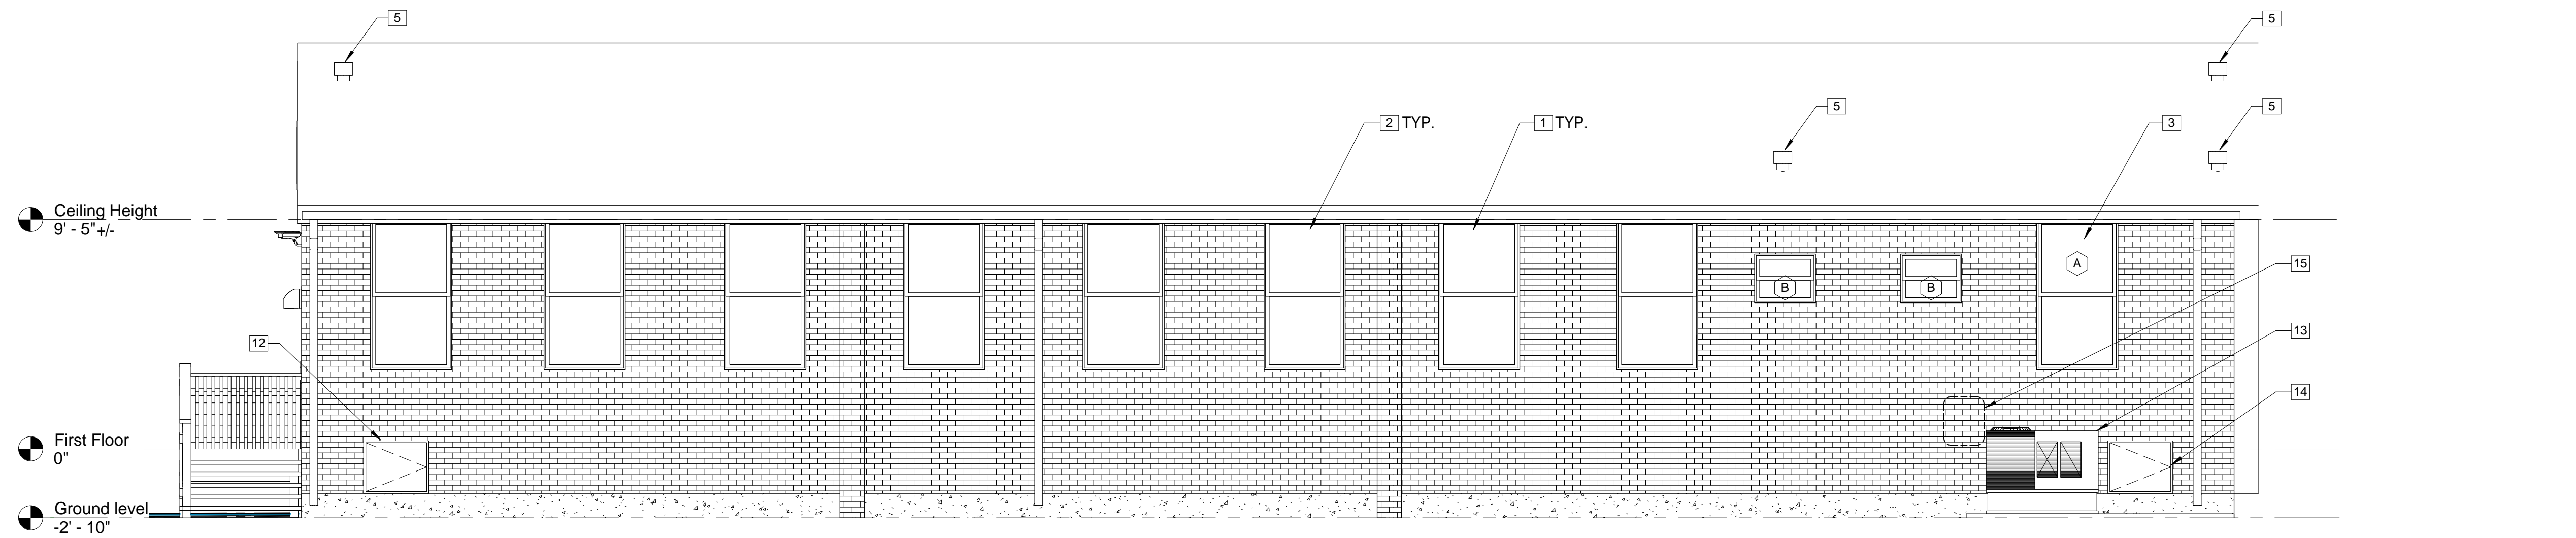 5
5
5
5
2 TYP.
1 TYP.
3
Ceiling Height
9' - 5"+/-
A
15
B
B
13
12
14
First Floor
0"
Ground level
-2' - 10"